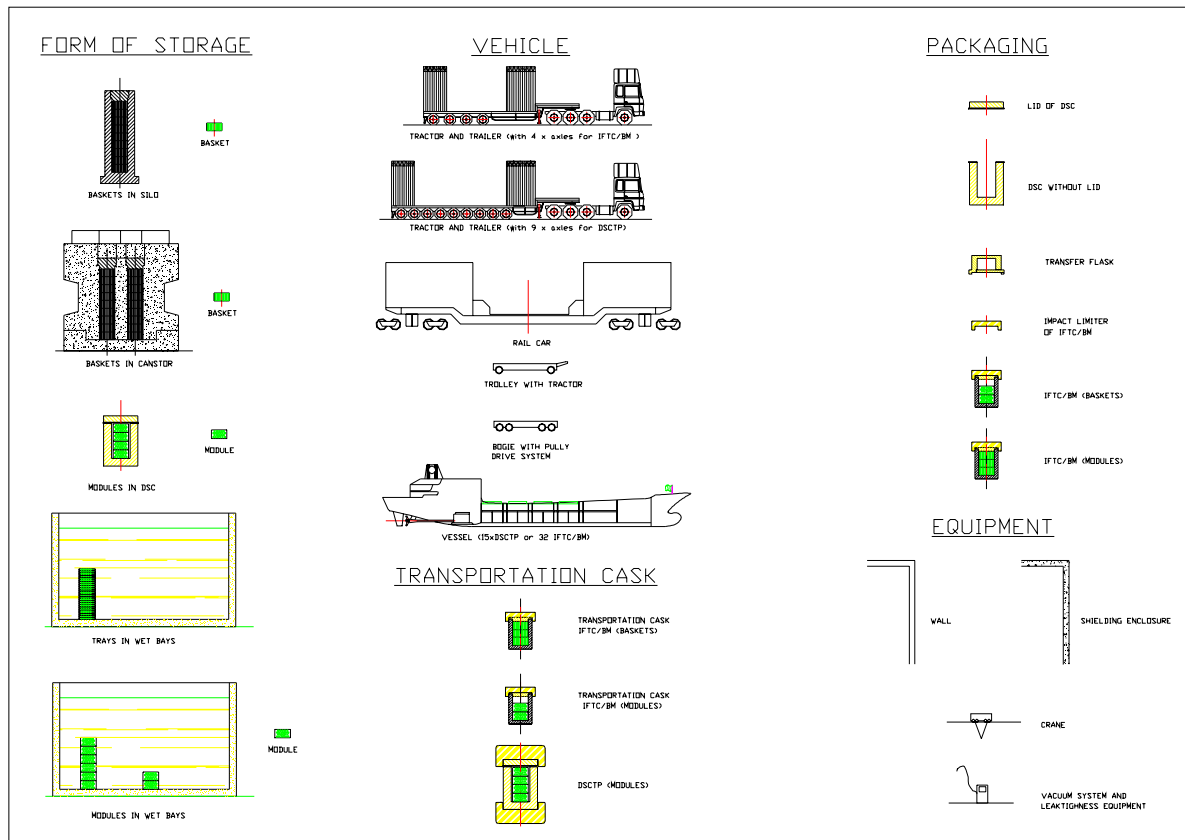 FORM OF STORAGE
BASKET
BASKETS IN SILO
BASKET
BASKETS IN CANSTOR
MODULE
MODULES IN DSC
TRAYS IN WET BAYS
MODULE
MODULES IN WET BAYS
VEHICLE
TRACTOR AND TRAILER (With 4 x axles for IFTC/BM )
TRACTOR AND TRAILER (With 9 x axles for DSCTP)
RAIL CAR
TROLLEY WITH TRACTOR
BOGIE WITH PULLY
DRIVE SYSTEM
VESSEL (15xDSCTP or 32 IFTC/BM)
TRANSPORTATION CASK
TRANSPORTATION CASK
IFTC/BM (BASKETS)
TRANSPORTATION CASK
IFTC/BM (MODULES)
DSCTP (MODULES)
PACKAGING
LID OF DSC
DSC WITHOUT LID
TRANSFER FLASK
IMPACT LIMITER
OF IFTC/BM
IFTC/BM (BASKETS)
IFTC/BM (MODULES)
EQUIPMENT
WALL
SHIELDING ENCLOSURE
CRANE
VACUUM SYSTEM AND
LEAKTIGHNESS EQUIPMENT